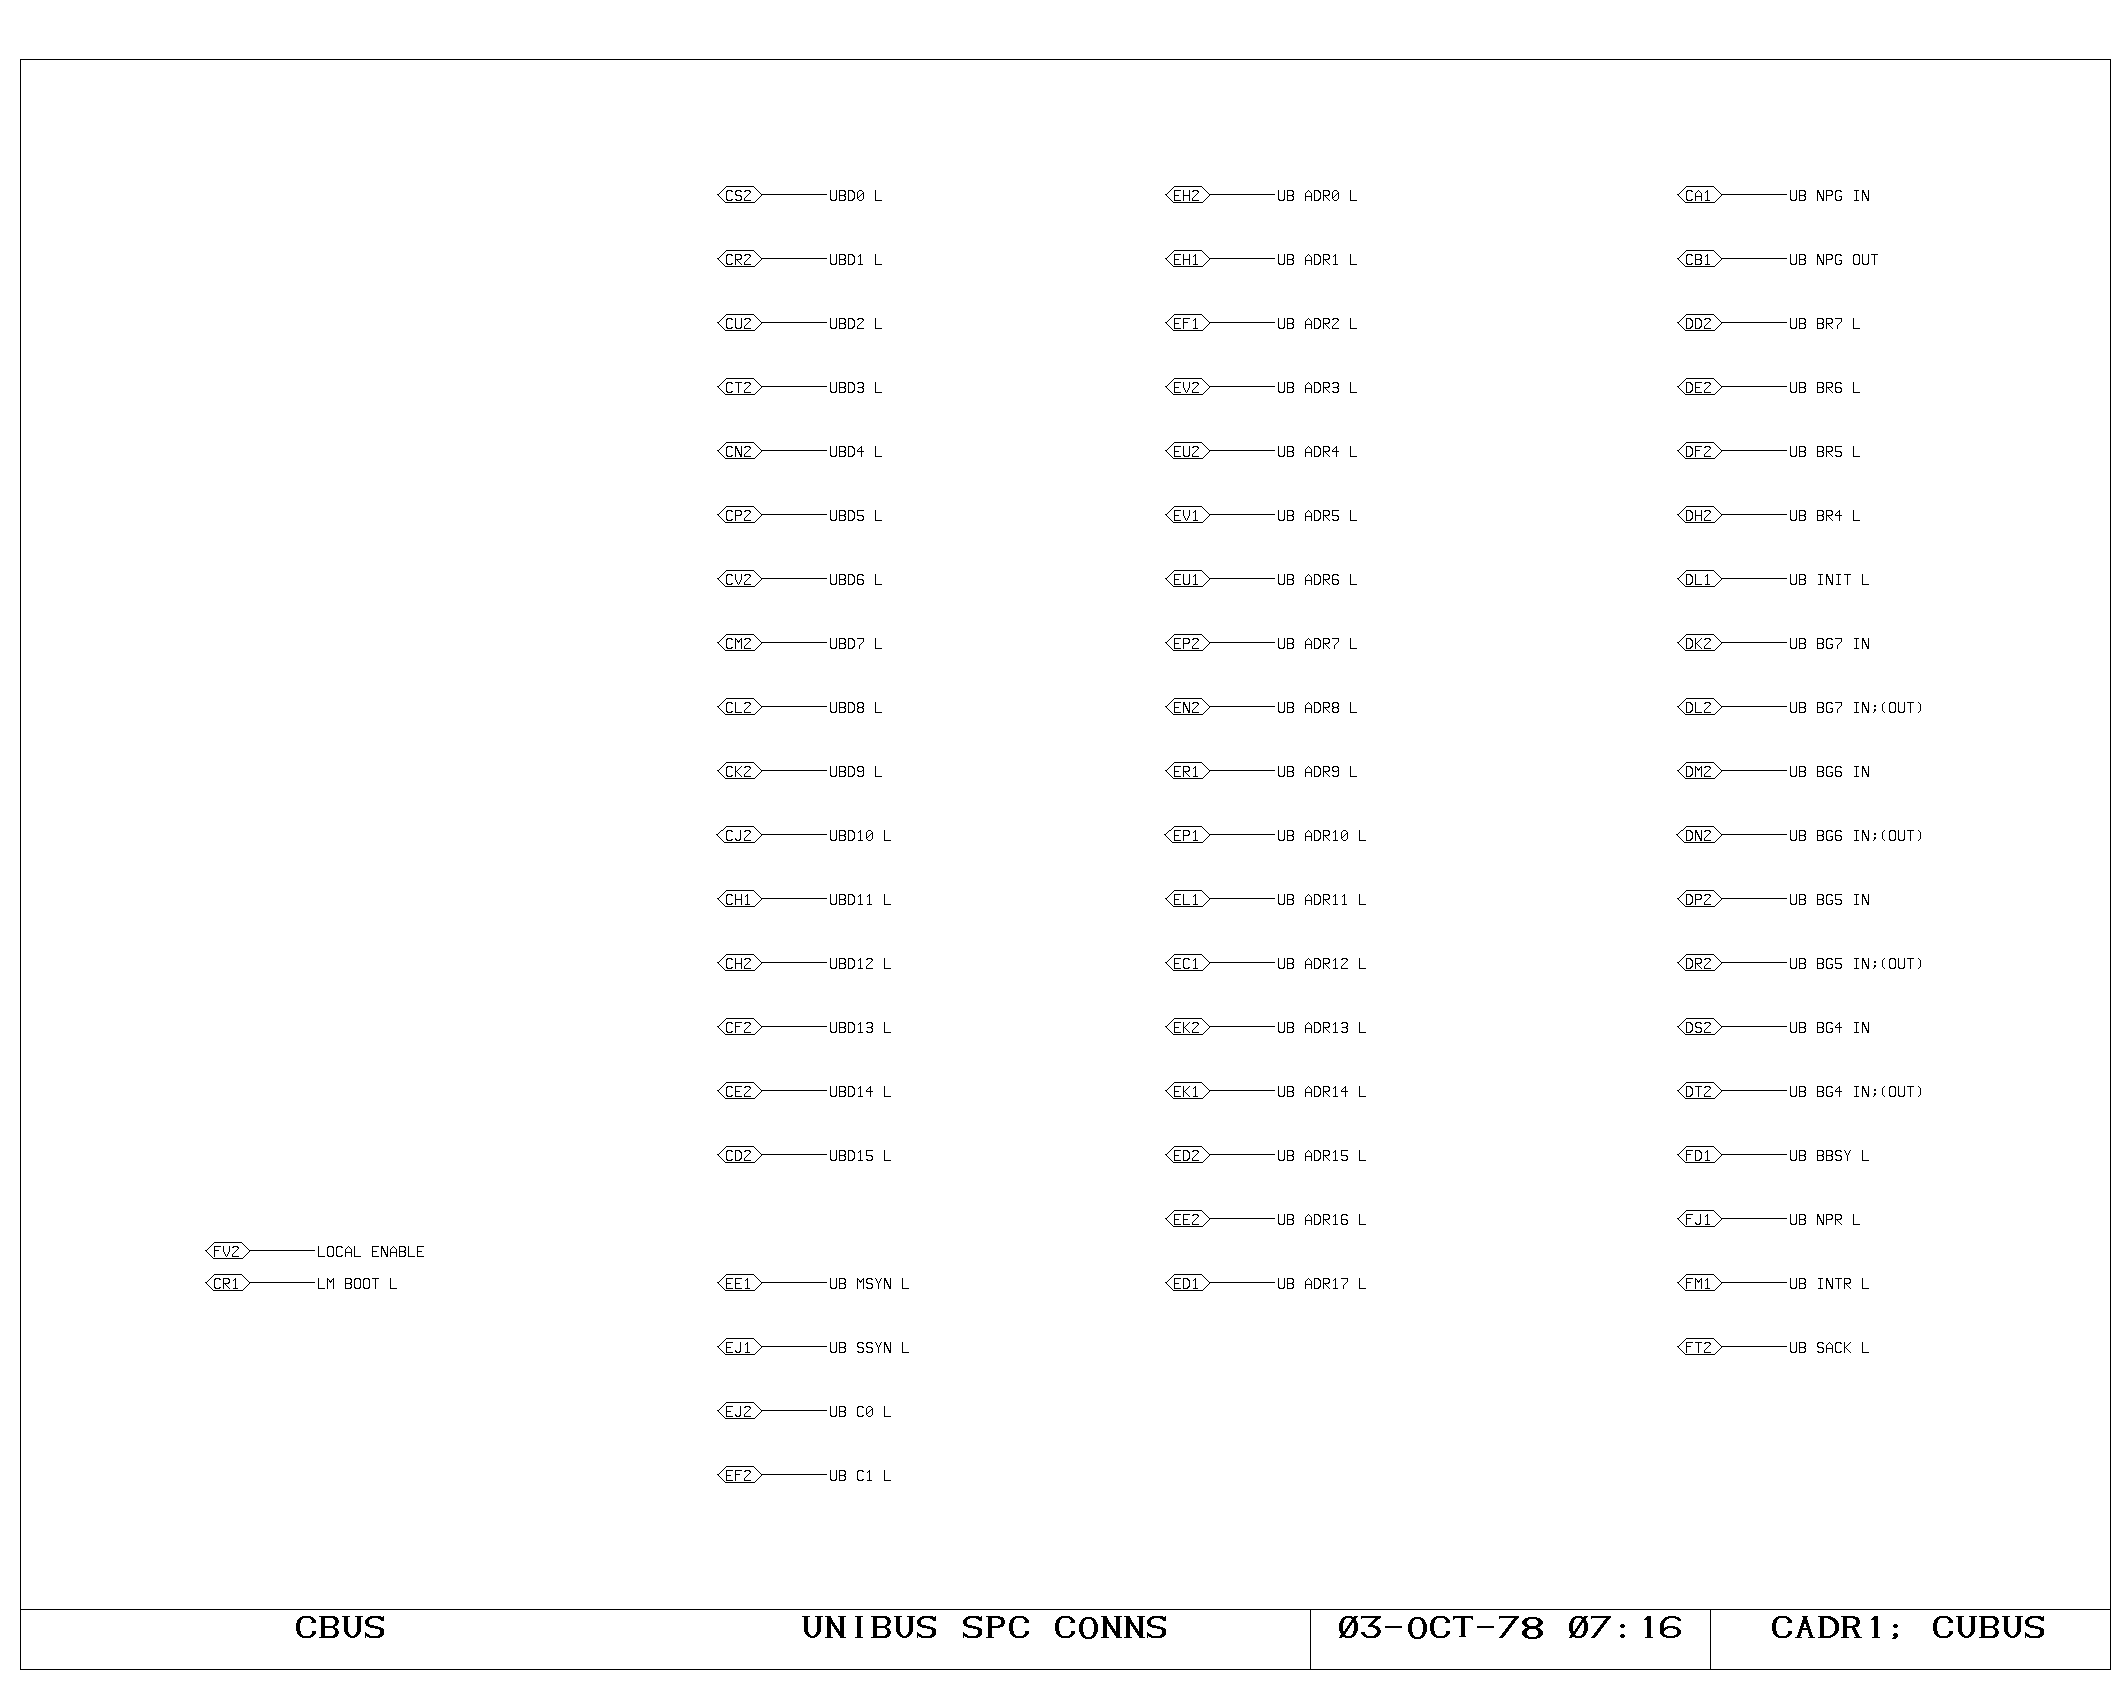 CS2 UBD0 L EH2 UB ADR0 L CA1 UB NPG IN
CR2 UBD1 L EH1 UB ADR1 L CB1 UB NPG OUT
CU2 UBD2 L EF1 UB ADR2 L DD2 UB BR7 L
CT2 UBD3 L EV2 UB ADR3 L DE2 UB BR6 L
CN2 UBD4 L EU2 UB ADR4 L DF2 UB BR5 L
CP2 UBD5 L EV1 UB ADR5 L DH2 UB BR4 L
CV2 UBD6 L EU1 UB ADR6 L DL1 UB INIT L
CM2 UBD7 L EP2 UB ADR7 L DK2 UB BG7 IN
CL2 UBD8 L EN2 UB ADR8 L DL2 UB BG7 IN;(OUT)
CK2 UBD9 L ER1 UB ADR9 L DM2 UB BG6 IN
CJ2 UBD10 L EP1 UB ADR10 L DN2 UB BG6 IN;(OUT)
CH1 UBD11 L EL1 UB ADR11 L DP2 UB BG5 IN
CH2 UBD12 L EC1 UB ADR12 L DR2 UB BG5 IN;(OUT)
CF2 UBD13 L EK2 UB ADR13 L DS2 UB BG4 IN
CE2 UBD14 L EK1 UB ADR14 L DT2 UB BG4 IN;(OUT)
CD2 UBD15 L ED2 UB ADR15 L FD1 UB BBSY L
EE2 UB ADR16 L FJ1 UB NPR L
FV2 LOCAL ENABLE
CR1 LM BOOT L EE1 UB MSYN L ED1 UB ADR17 L FM1 UB INTR L
EJ1 UB SSYN L FT2 UB SACK L
EJ2 UB C0 L
EF2 UB C1 L
CBUS UNIBUS SPC CONNS 03-OCT-78 07:16 CADR1; CUBUS